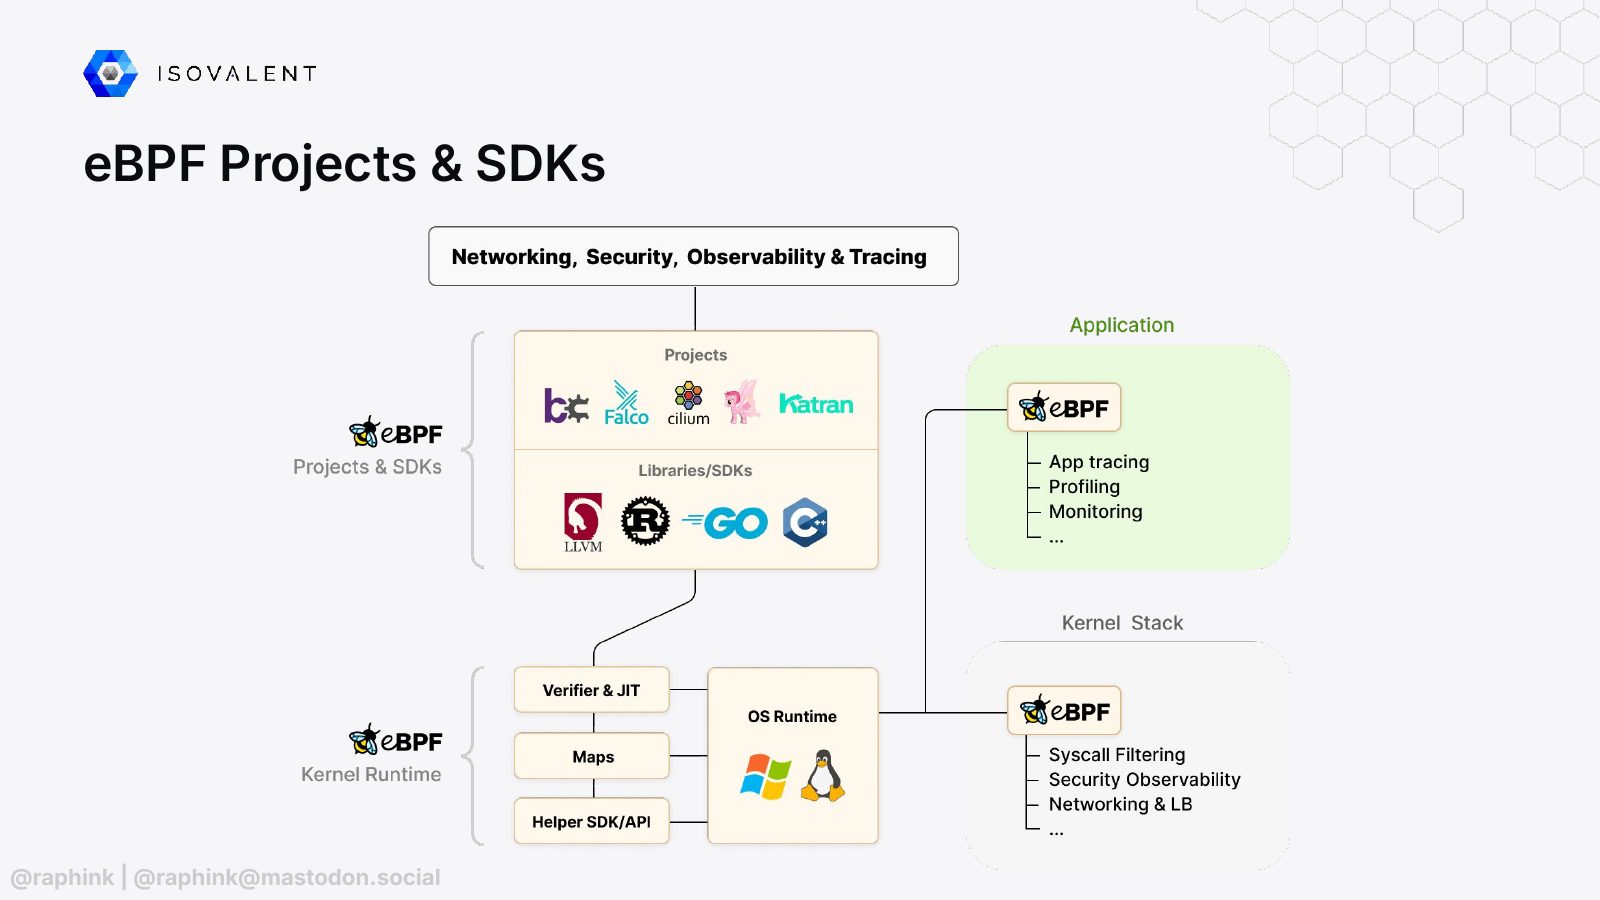 ISOVALENT
eBPF Projects & SDKs
Networking, Security, Observability & Tracing
Projects
bc
Falco
cilium
Katran
eBPF
Projects & SDKs
Libraries/SDKs
LLVM
R
GO
C++
Application
eBPF
App tracing
Profiling
Monitoring
...
eBPF
Kernel Runtime
Verifier & JIT
Maps
Helper SDK/API
OS Runtime
Kernel Stack
eBPF
Syscall Filtering
Security Observability
Networking & LB
...
@raphink | @raphink@mastodon.social